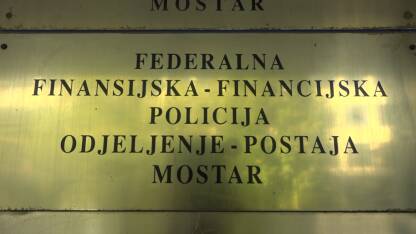 MOSTAR
FEDERALNA
FINANSIJSKA-FINANCIJSKA
POLICIJA
ODJELJENJE-POSTAJA
MOSTAR